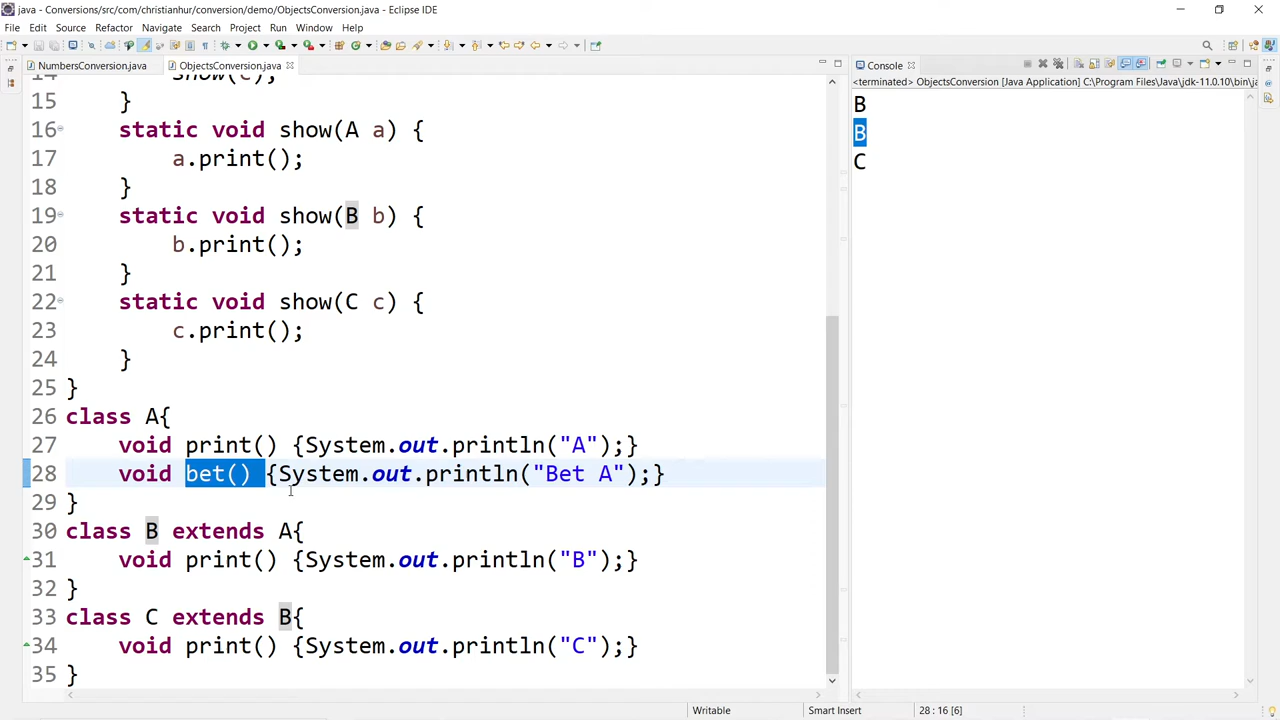 java - Conversions/src/com/christianhur/conversion/demo/ObjectsConversion.java - Eclipse IDE
File Edit Source Refactor Navigate Search Project Run Window Help
NumbersConversion.java ObjectsConversion.java
14 show(c);
15 }
16 static void show(A a) {
17 a.print();
18 }
19 static void show(B b) {
20 b.print();
21 }
22 static void show(C c) {
23 c.print();
24 }
25 }
26 class A{
27 void print() {System.out.println("A");}
28 void bet() {System.out.println("Bet A");}
29 }
30 class B extends A{
31 void print() {System.out.println("B");}
32 }
33 class C extends B{
34 void print() {System.out.println("C");}
35 }
Console
<terminated> ObjectsConversion [Java Application] C:\Program Files\Java\jdk-11.0.10\bin\ja
B
B
C
Writable Smart Insert 28 : 16 [6]